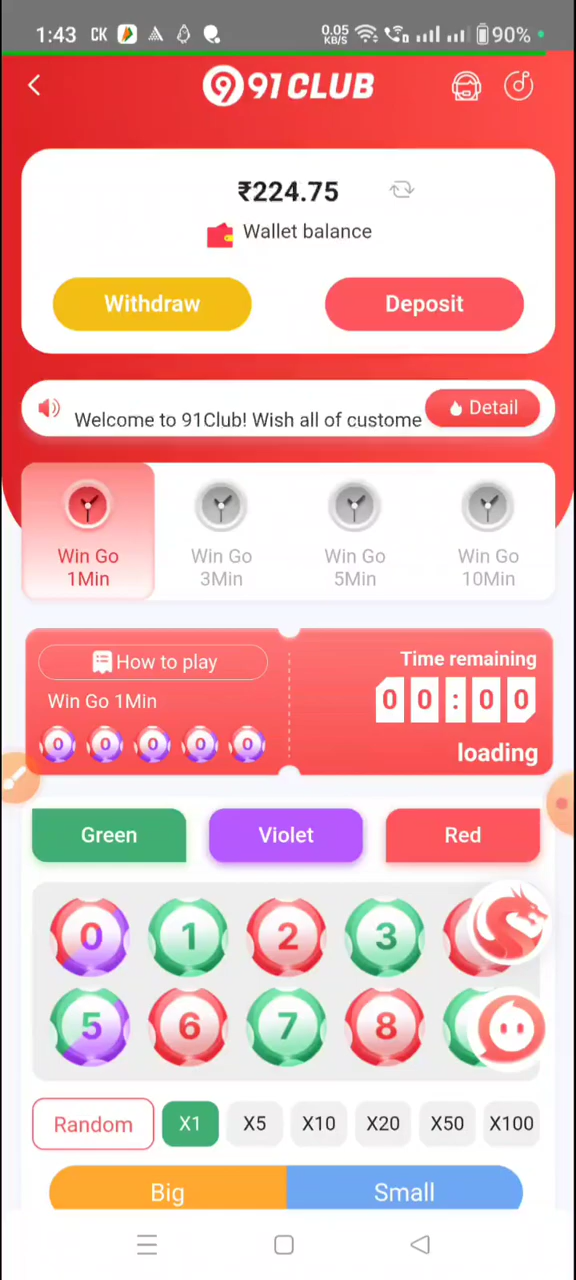 1:43 CK 0.05 KB/S 90%
91 CLUB
₹224.75
Wallet balance
Withdraw Deposit
Welcome to 91Club! Wish all of custome Detail
Win Go 1Min
Win Go 3Min
Win Go 5Min
Win Go 10Min
How to play
Win Go 1Min
0 0 0 0 0
Time remaining
00:00
loading
Green Violet Red
0 1 2 3
5 6 7 8
Random X1 X5 X10 X20 X50 X100
Big Small